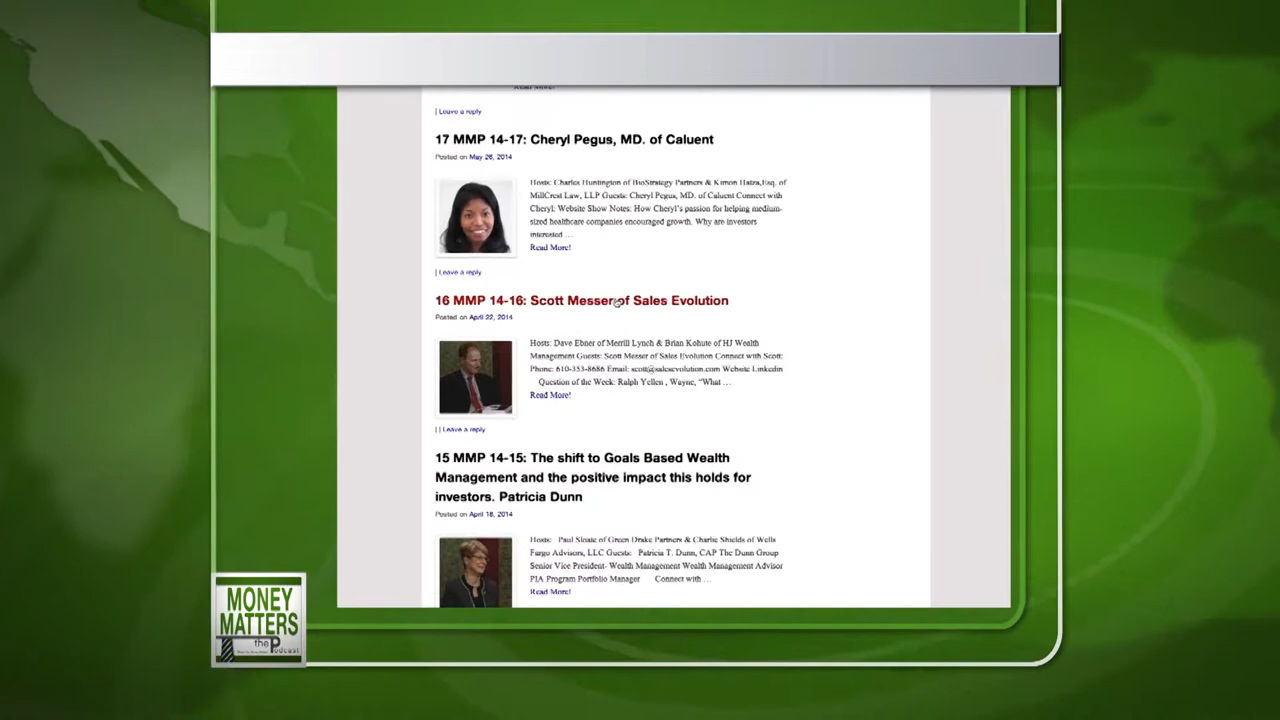 Read More!
| Leave a reply
17 MMP 14-17: Cheryl Pegus, MD. of Caluent
Posted on May 26, 2014
Hosts: Charles Huntington of BioStrategy Partners & Kimon Hatza,Esq. of
MillCrest Law, LLP Guests: Cheryl Pegus, MD. of Caluent Connect with
Cheryl: Website Show Notes: How Cheryl's passion for helping medium-
sized healthcare companies encouraged growth. Why are investors
interested …
Read More!
| Leave a reply
16 MMP 14-16: Scott Messer of Sales Evolution
Posted on April 22, 2014
Hosts: Dave Ebner of Merrill Lynch & Brian Kohute of HJ Wealth
Management Guests: Scott Messer of Sales Evolution Connect with Scott:
Phone: 610-353-8686 Email: scott@salesevolution.com Website Linkedin
Question of the Week: Ralph Yellen , Wayne, “What …
Read More!
| | Leave a reply
15 MMP 14-15: The shift to Goals Based Wealth
Management and the positive impact this holds for
investors. Patricia Dunn
Posted on April 18, 2014
Hosts: Paul Sloate of Green Drake Partners & Charlie Shields of Wells
Fargo Advisors, LLC Guests: Patricia T. Dunn, CAP The Dunn Group
Senior Vice President- Wealth Management Wealth Management Advisor
PIA Program Portfolio Manager Connect with …
Read More!
MONEY
MATTERS
the Podcast